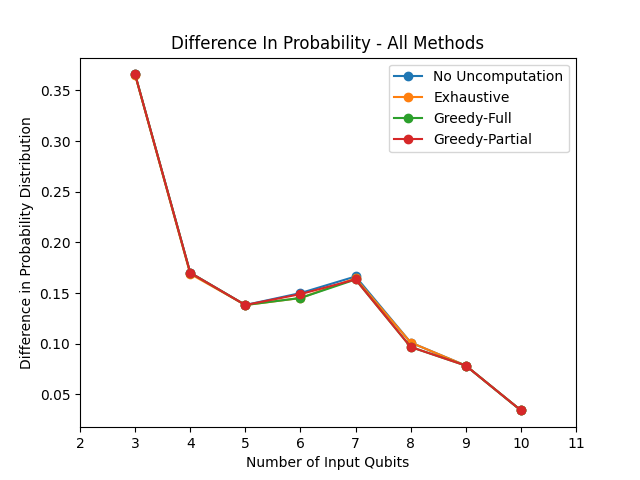 Difference In Probability - All Methods
No Uncomputation
Exhaustive
Greedy-Full
Greedy-Partial
Difference in Probability Distribution
0.35
0.30
0.25
0.20
0.15
0.10
0.05
2 3 4 5 6 7 8 9 10 11
Number of Input Qubits